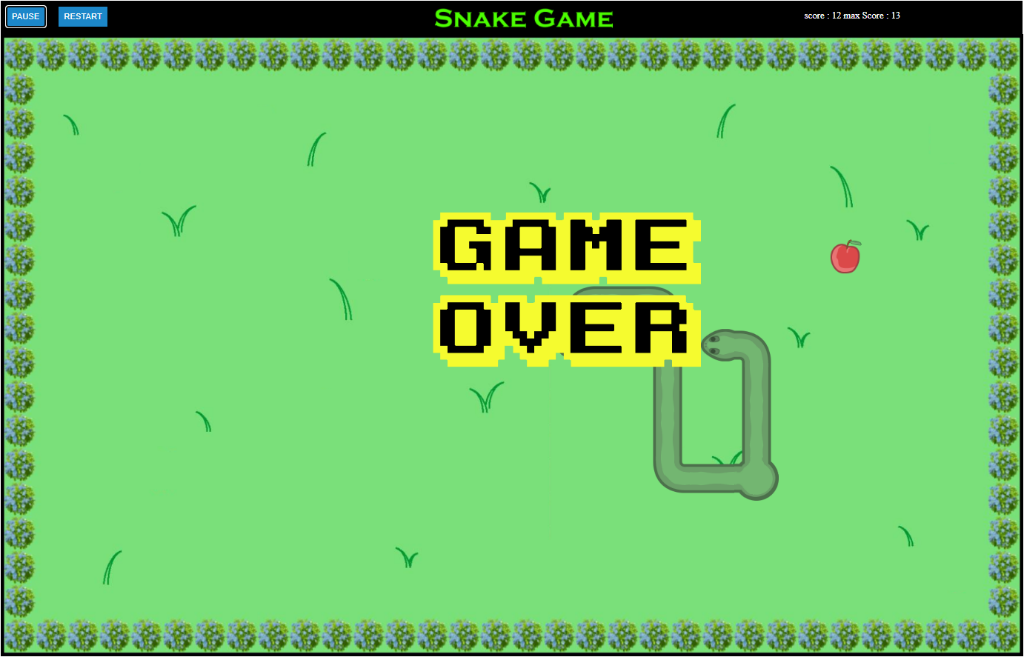 PAUSE
RESTART
Snake Game
score : 12 max Score : 13
GAME
OVER